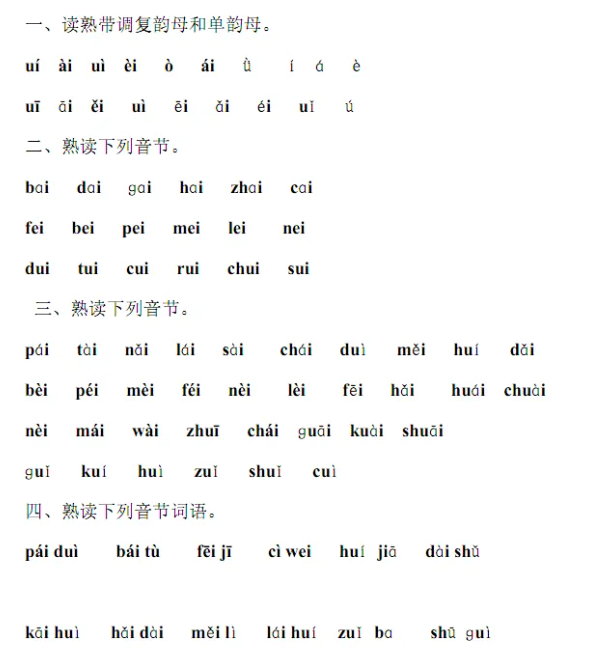 一、读熟带调复韵母和单韵母。
uí ài uì èi ò ái ǜ í á è
uī āi ěi uì ēi ǎi éi uǐ ú
二、熟读下列音节。
bai dai gai hai zhai cai
fei bei pei mei lei nei
dui tui cui rui chui sui
三、熟读下列音节。
pái tài nǎi lái sài chái duì měi huí dǎi
bèi péi mèi féi nèi lèi fēi hǎi huái chuài
nèi mái wài zhuī chái guāi kuài shuāi
guǐ kuí huì zuǐ shuǐ cuì
四、熟读下列音节词语。
pái duì bái tù fēi jī cì wei huí jiā dài shǔ
kāi huì hǎi dài měi lì lái huí zuǐ ba shū guì